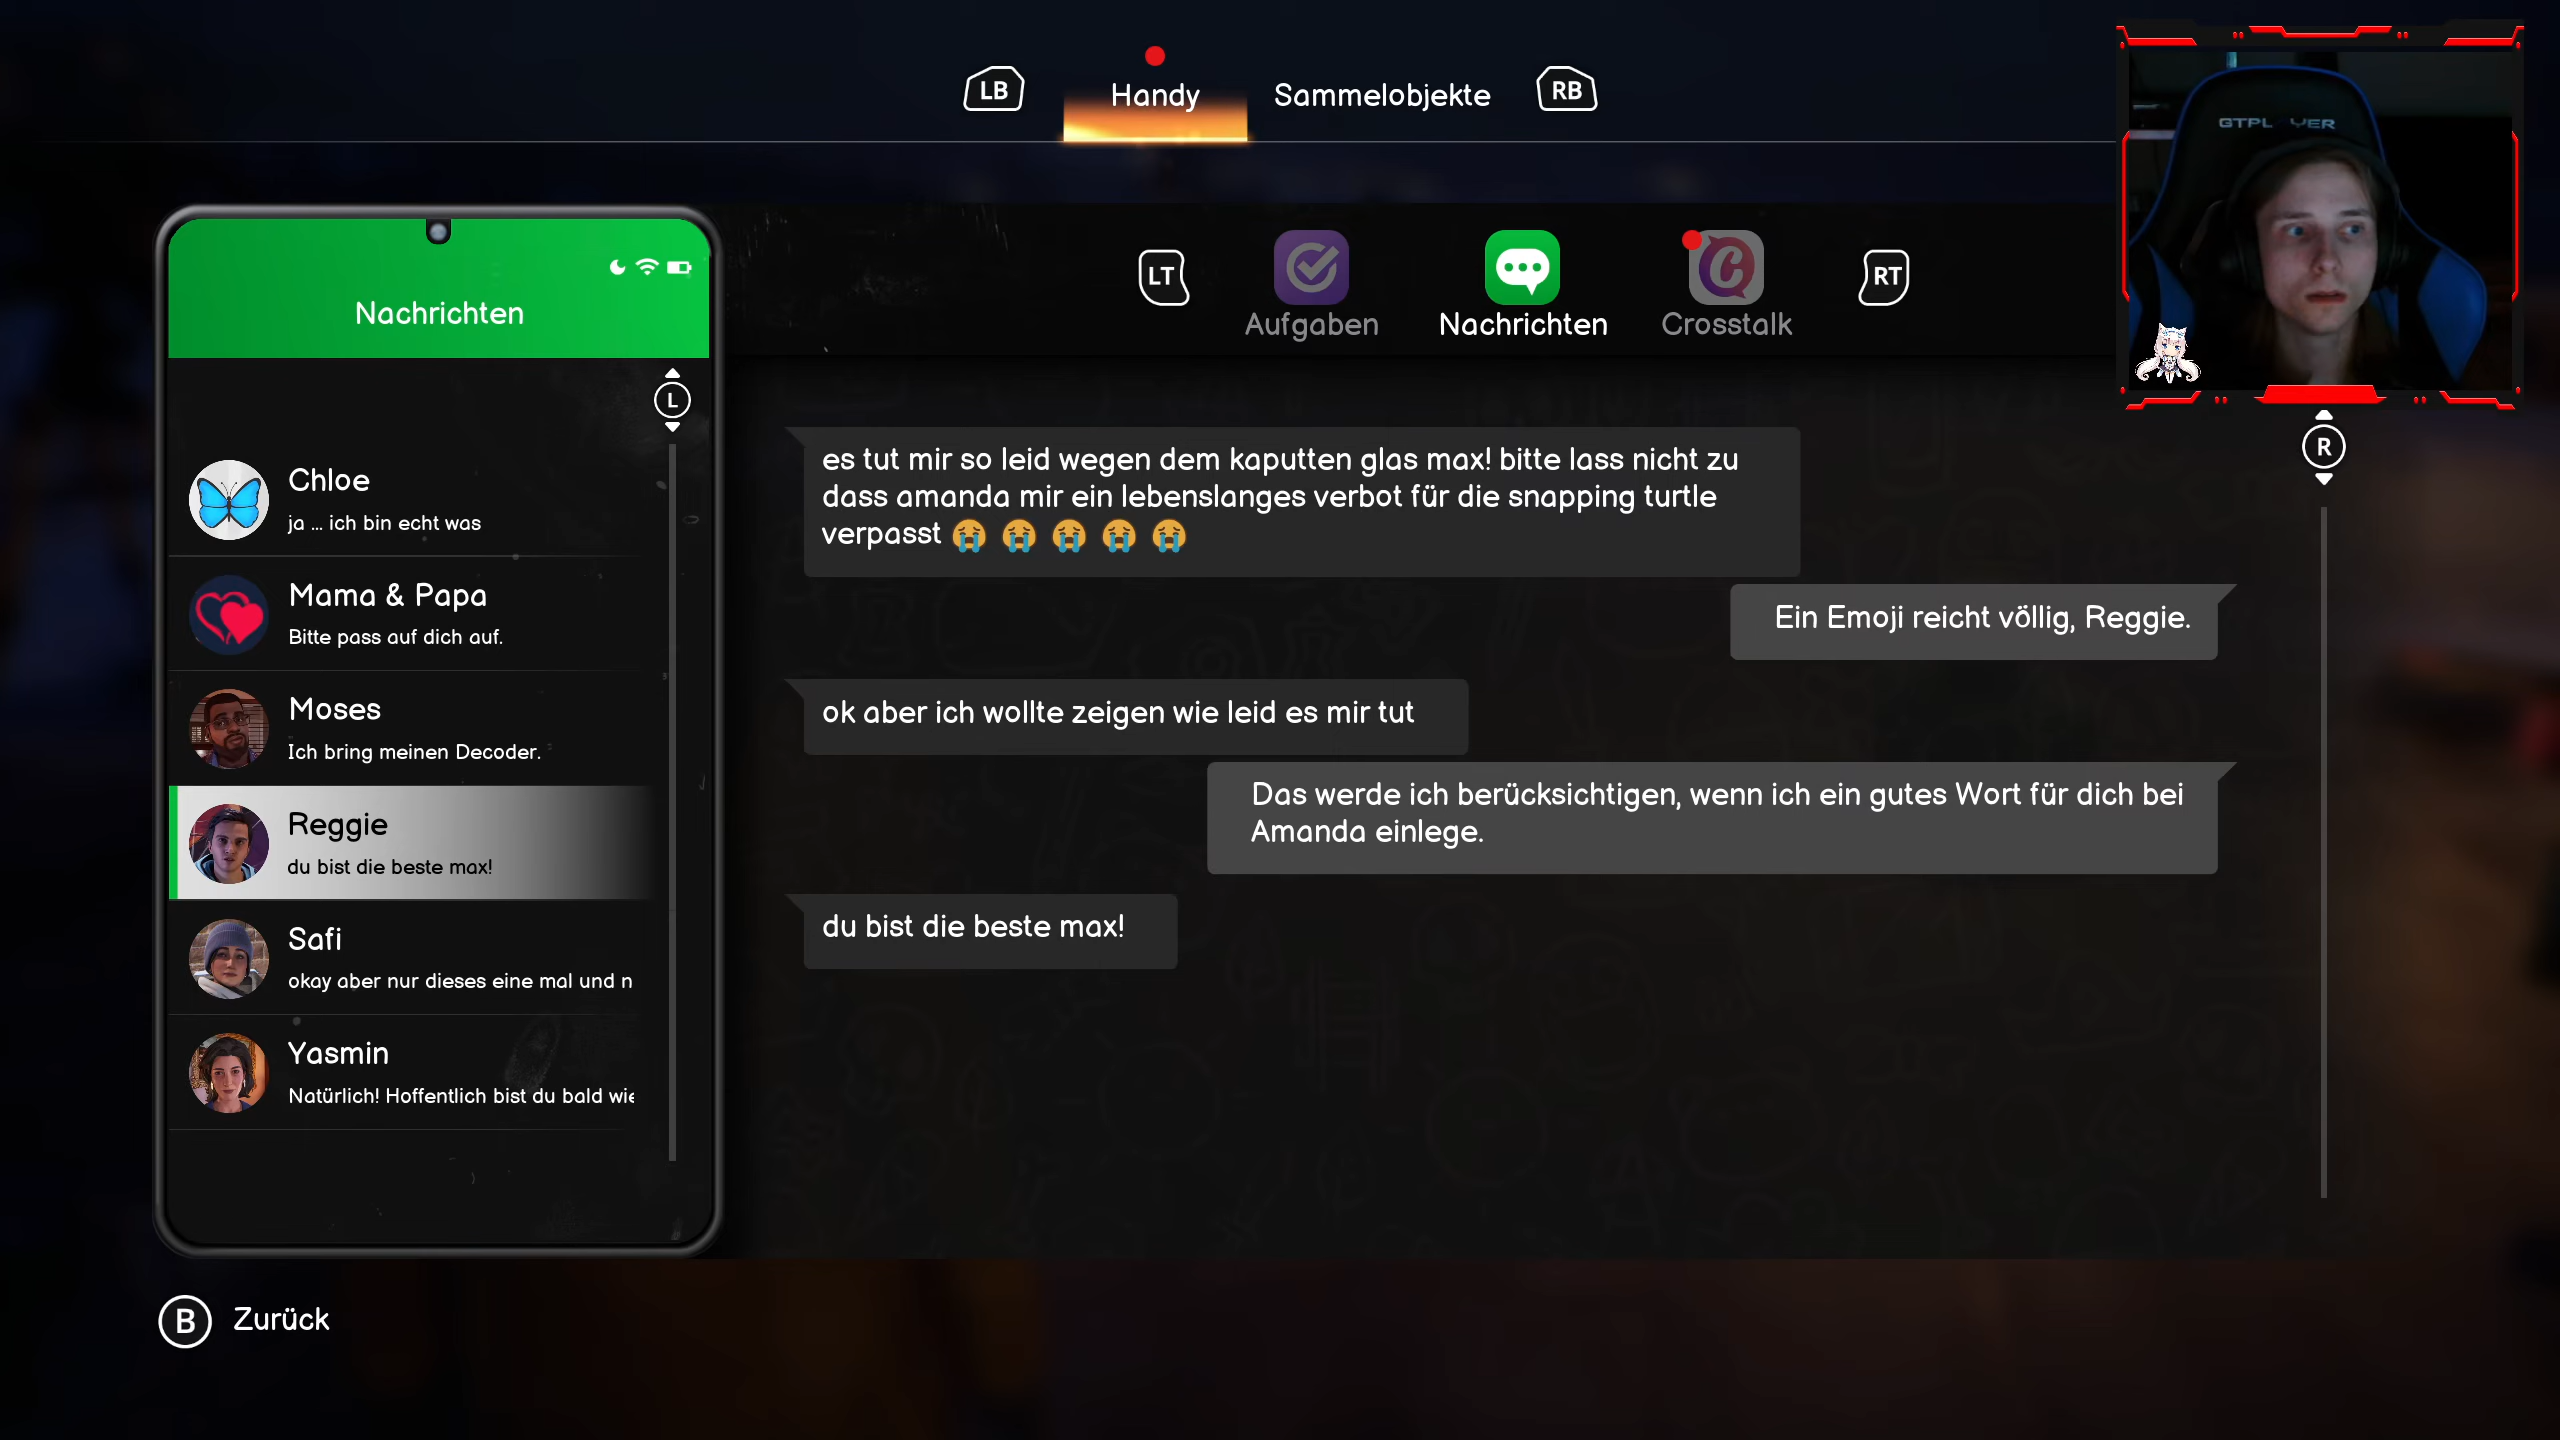 LB
Handy
Sammelobjekte
RB
Nachrichten
LT
Aufgaben
Nachrichten
Crosstalk
RT
L
R
Chloe
ja ... ich bin echt was
Mama & Papa
Bitte pass auf dich auf.
Moses
Ich bring meinen Decoder.
Reggie
du bist die beste max!
Safi
okay aber nur dieses eine mal und n
Yasmin
Natürlich! Hoffentlich bist du bald wie
es tut mir so leid wegen dem kaputten glas max! bitte lass nicht zu
dass amanda mir ein lebenslanges verbot für die snapping turtle
verpasst 😭 😭 😭 😭 😭
Ein Emoji reicht völlig, Reggie.
ok aber ich wollte zeigen wie leid es mir tut
Das werde ich berücksichtigen, wenn ich ein gutes Wort für dich bei
Amanda einlege.
du bist die beste max!
B Zurück